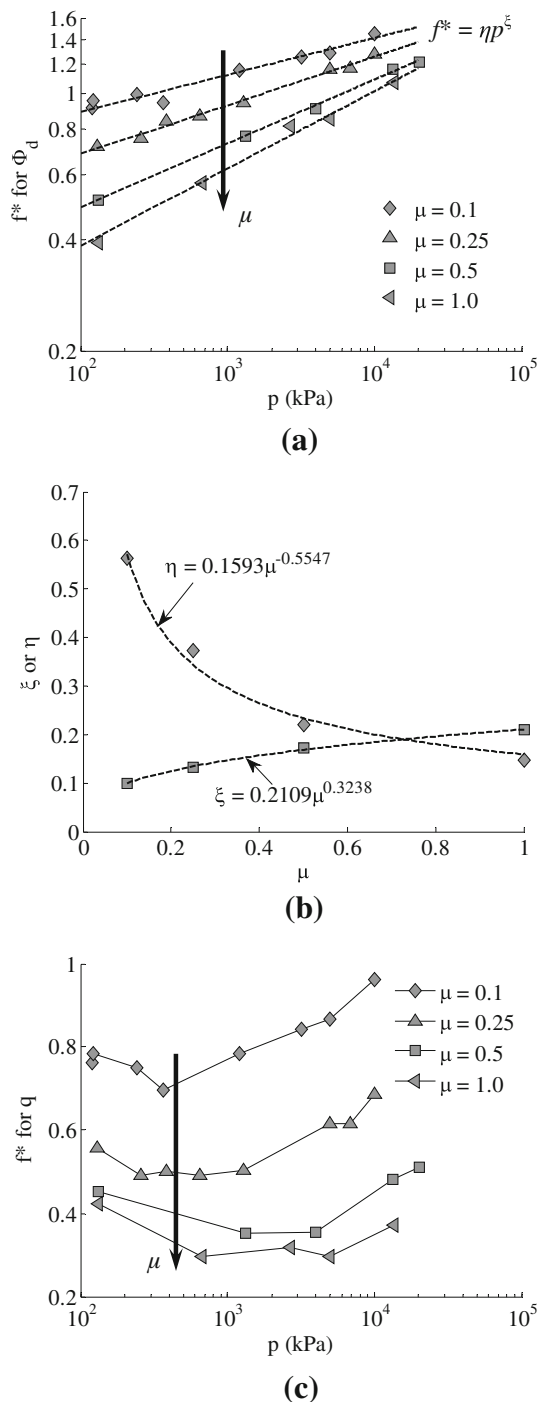 1.6
1.4
1.2
1
0.8
0.6
0.4
0.2
f* for Φ_d
f* = ηp^ξ
μ
μ = 0.1
μ = 0.25
μ = 0.5
μ = 1.0
10^2
10^3
10^4
10^5
p (kPa)
(a)
0.7
0.6
0.5
0.4
0.3
0.2
0.1
0
ξ or η
η = 0.1593μ^-0.5547
ξ = 0.2109μ^0.3238
0
0.2
0.4
0.6
0.8
1
μ
(b)
1
0.8
0.6
0.4
0.2
f* for q
μ = 0.1
μ = 0.25
μ = 0.5
μ = 1.0
μ
10^2
10^3
10^4
10^5
p (kPa)
(c)